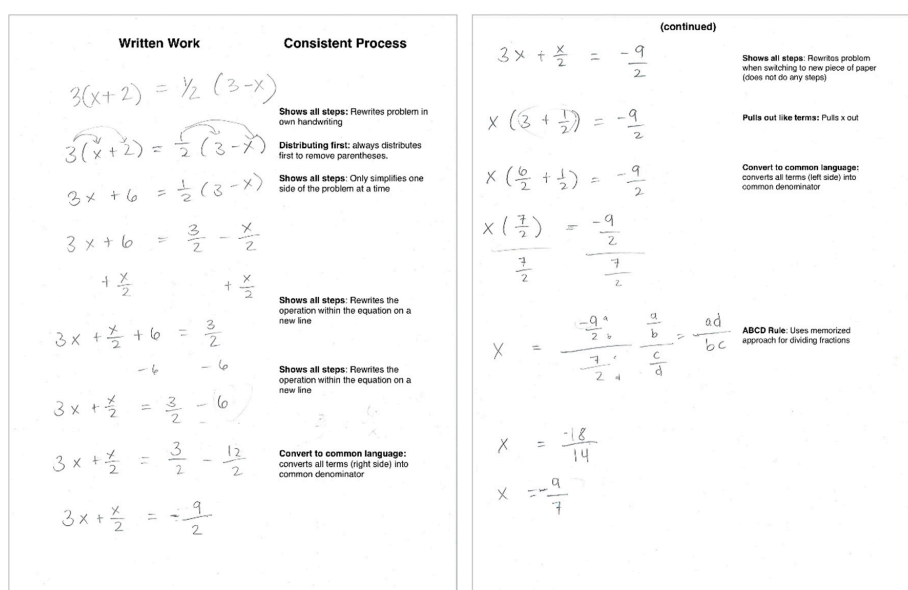 Written Work
Consistent Process
3(x+2) = 1/2 (3-x)
Shows all steps: Rewrites problem in
own handwriting
3(x+2) = 1/2 (3-x)
Distributing first: always distributes
first to remove parentheses.
3x + 6 = 1/2 (3-x)
Shows all steps: Only simplifies one
side of the problem at a time
3x + 6 = 3/2 - x/2
+ x/2 + x/2
Shows all steps: Rewrites the
operation within the equation on a
new line
3x + x/2 + 6 = 3/2
-6 -6
Shows all steps: Rewrites the
operation within the equation on a
new line
3x + x/2 = 3/2 - 6
3x + x/2 = 3/2 - 12/2
Convert to common language:
converts all terms (right side) into
common denominator
3x + x/2 = -9/2
(continued)
3x + x/2 = -9/2
Shows all steps: Rewrites problem
when switching to new piece of paper
(does not do any steps)
x (3 + 1/2) = -9/2
Pulls out like terms: Pulls x out
x (6/2 + 1/2) = -9/2
Convert to common language:
converts all terms (left side) into
common denominator
x (7/2) = -9/2
7/2 7/2
x = -9/2 a b
7/2 c d
a/b
c/d
= ad/bc
ABCD Rule: Uses memorized
approach for dividing fractions
x = -18/14
x = -9/7